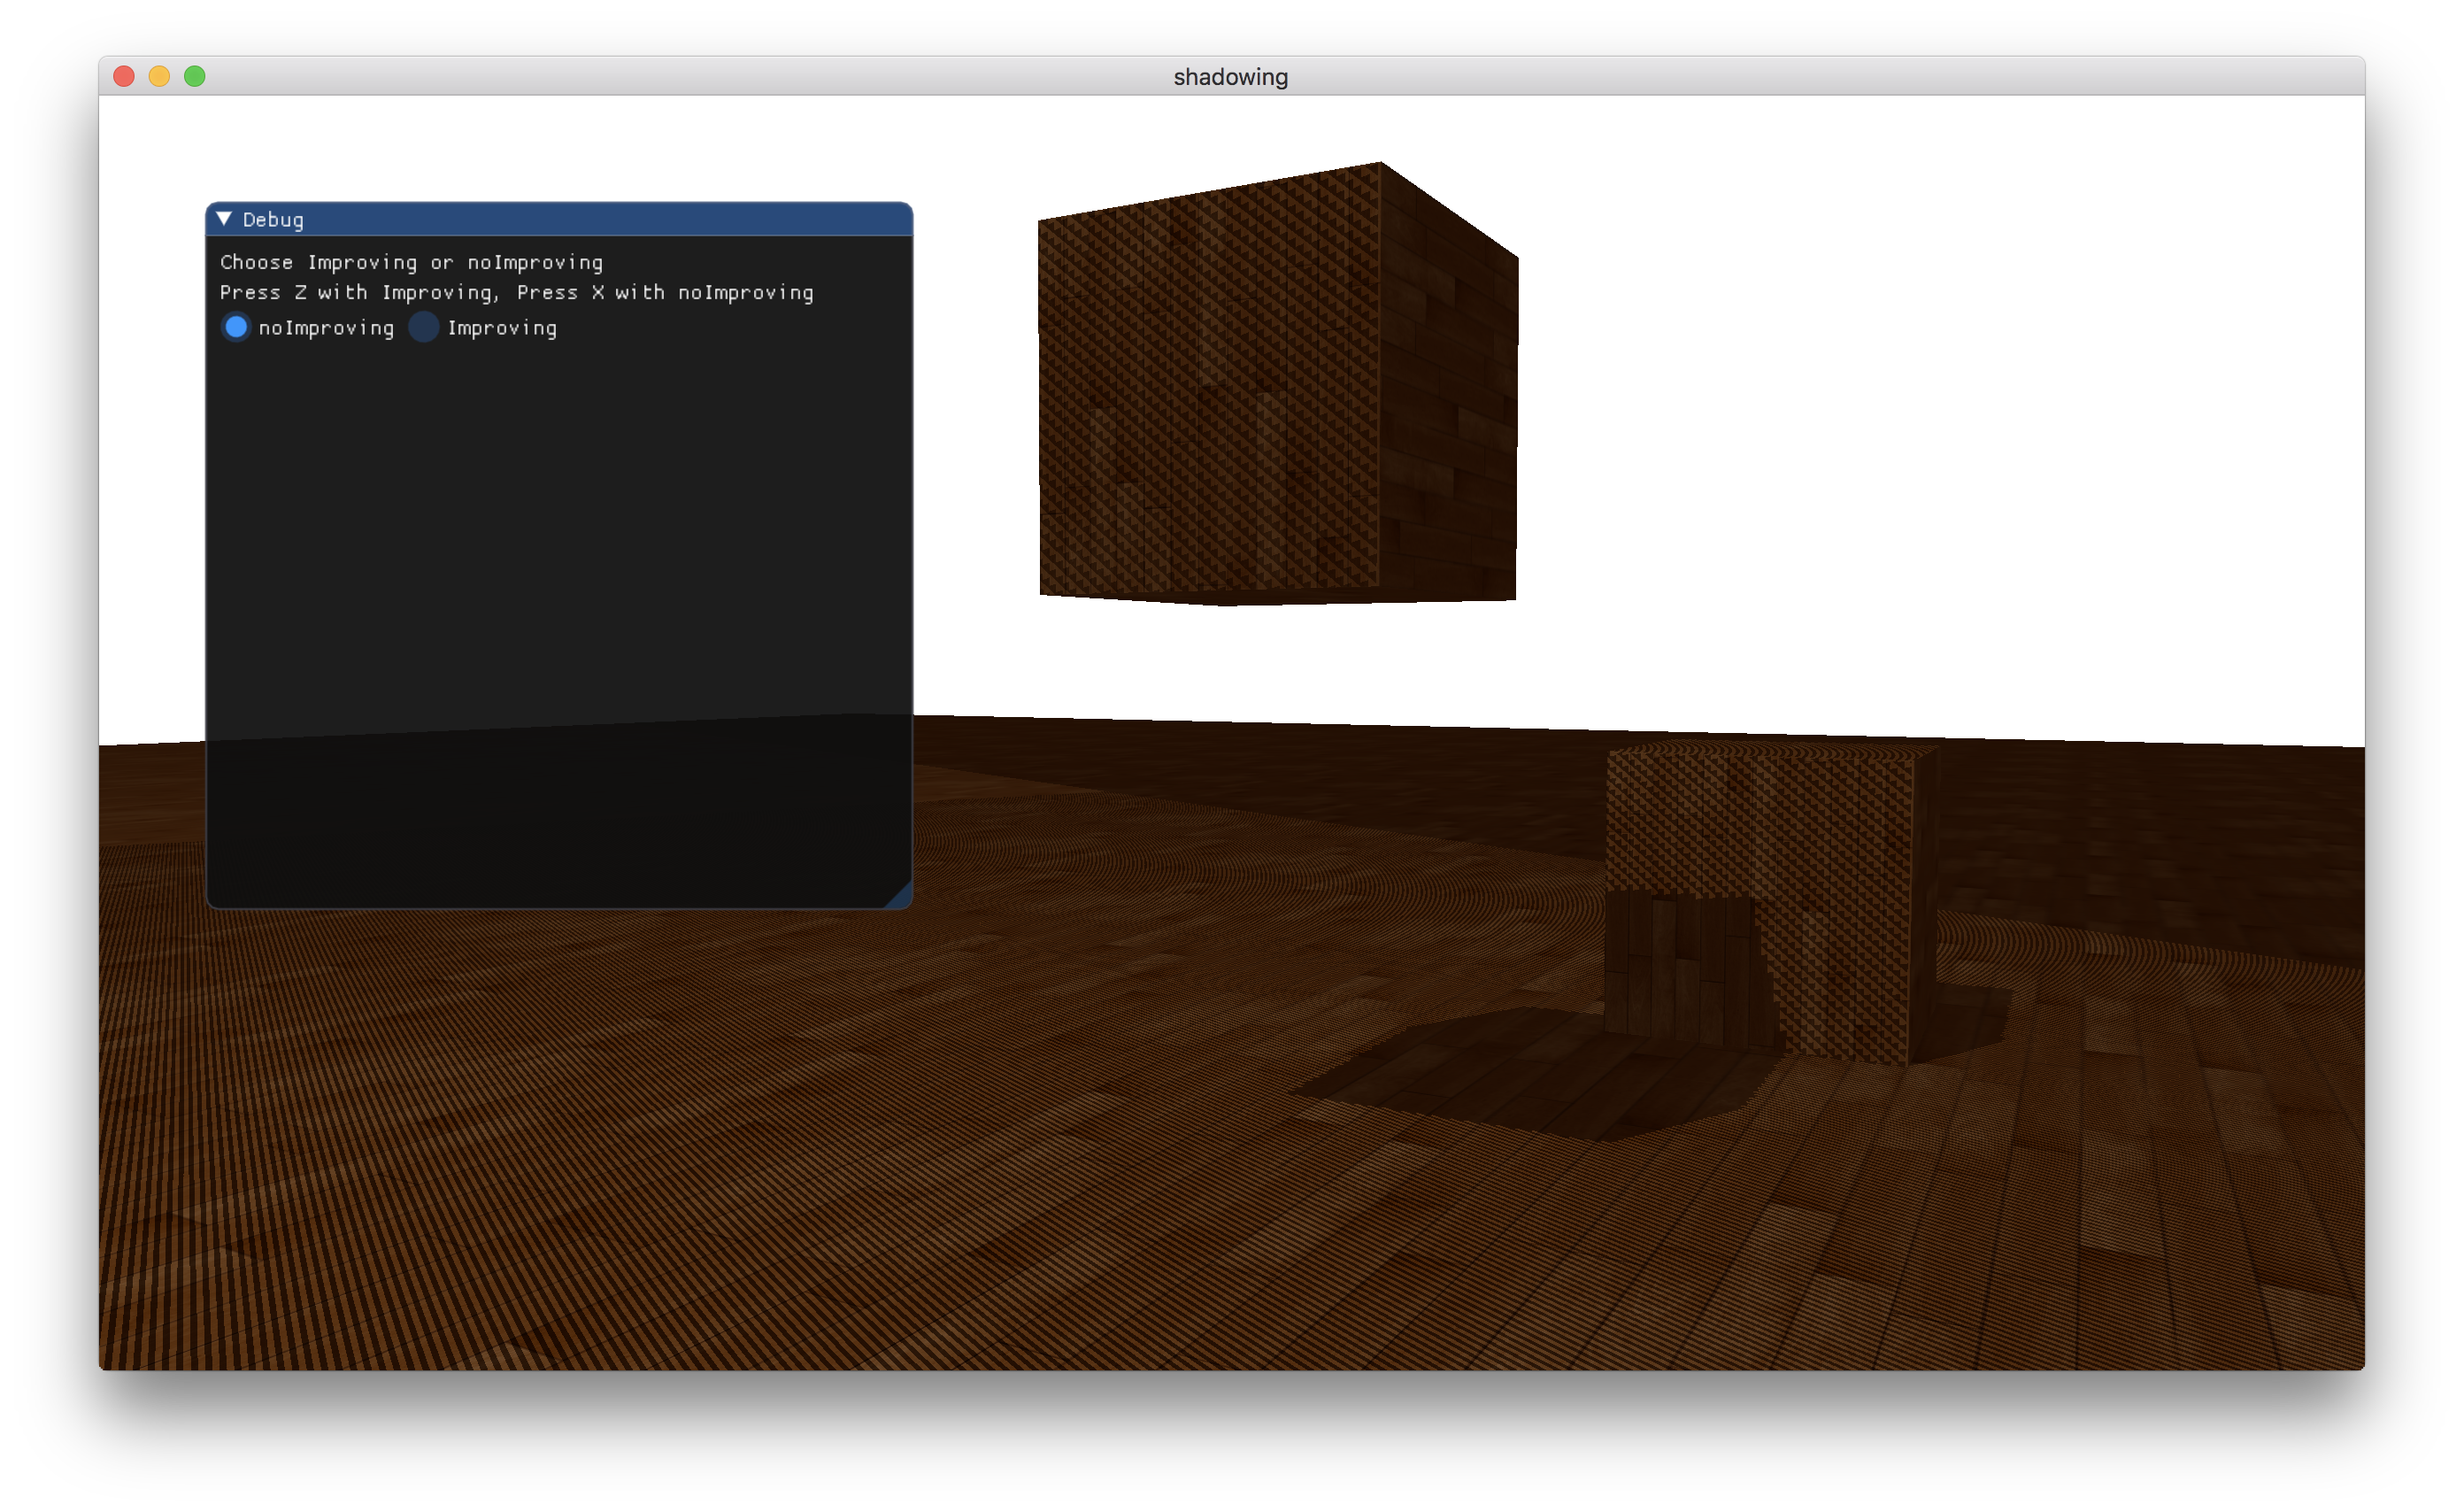 shadowing
Debug
Choose Improving or noImproving
Press Z with Improving, Press X with noImproving
noImproving Improving